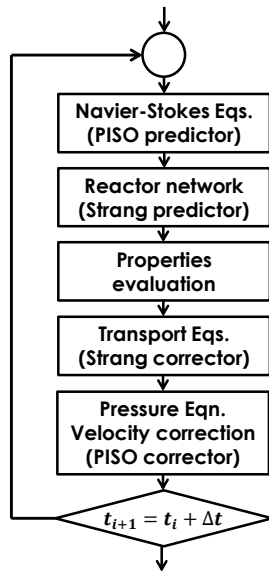 Navier-Stokes Eqs.
(PISO predictor)
Reactor network
(Strang predictor)
Properties
evaluation
Transport Eqs.
(Strang corrector)
Pressure Eqn.
Velocity correction
(PISO corrector)
tᵢ₊₁ = tᵢ + Δt